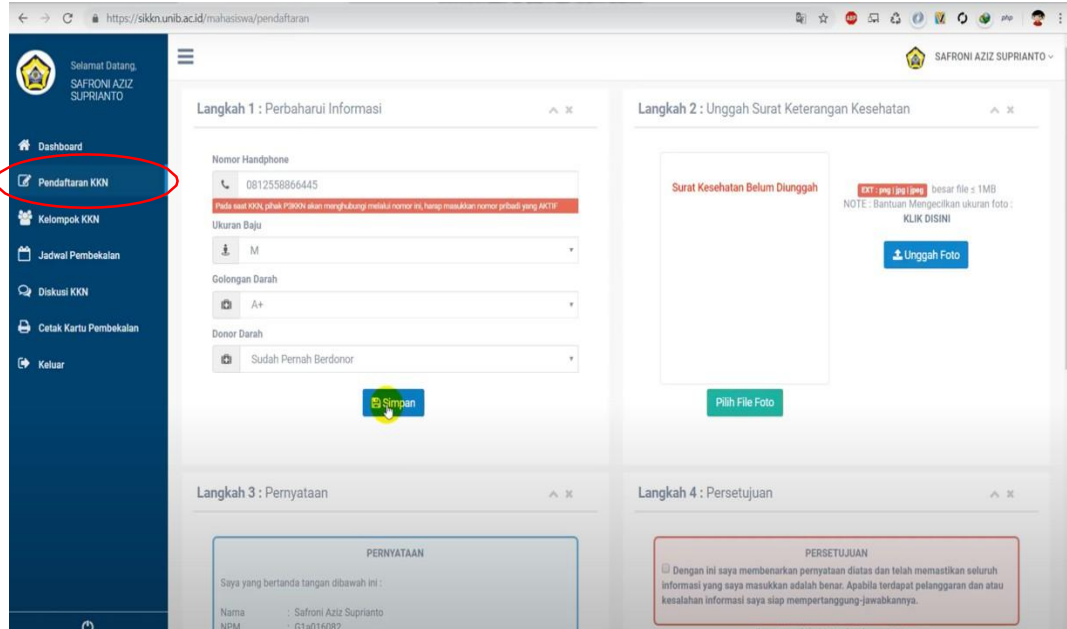 https://sikkn.unib.ac.id/mahasiswa/pendaftaran
ABP
php
Selamat Datang,
SAFRONI AZIZ
SUPRIANTO
Dashboard
Pendaftaran KKN
Kelompok KKN
Jadwal Pembekalan
Diskusi KKN
Cetak Kartu Pembekalan
Keluar
SAFRONI AZIZ SUPRIANTO
Langkah 1 : Perbaharui Informasi
Nomor Handphone
0812558866445
Pada saat KKN, pihak P3KKN akan menghubungi melalui nomor ini, harap masukkan nomor pribadi yang AKTIF
Ukuran Baju
M
Golongan Darah
A+
Donor Darah
Sudah Pernah Berdonor
Simpan
Langkah 2 : Unggah Surat Keterangan Kesehatan
Surat Kesehatan Belum Diunggah
EXT : png | jpg | jpeg besar file ≤ 1MB
NOTE : Bantuan Mengecilkan ukuran foto :
KLIK DISINI
Unggah Foto
Pilih File Foto
Langkah 3 : Pernyataan
PERNYATAAN
Saya yang bertanda tangan dibawah ini :
Nama : Safroni Aziz Suprianto
NPM : G1a016082
Langkah 4 : Persetujuan
PERSETUJUAN
Dengan ini saya membenarkan pernyataan diatas dan telah memastikan seluruh
informasi yang saya masukkan adalah benar. Apabila terdapat pelanggaran dan atau
kesalahan informasi saya siap mempertanggung-jawabkannya.